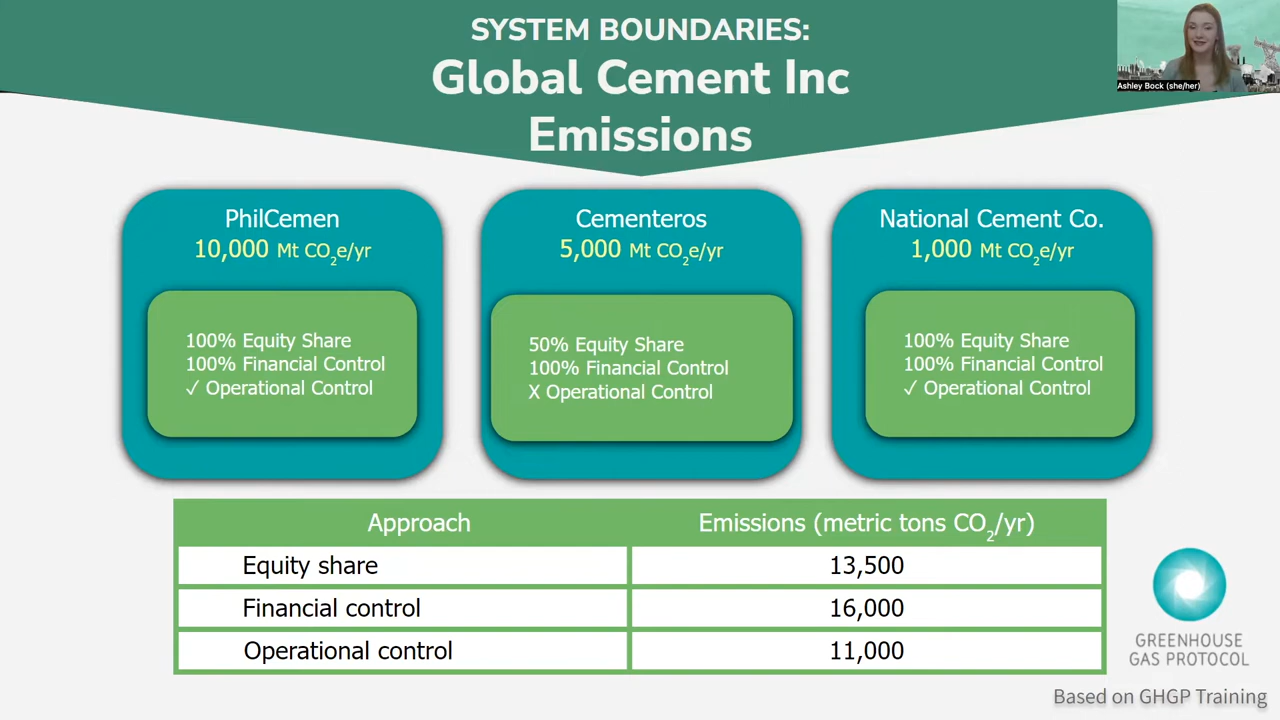 SYSTEM BOUNDARIES:
Global Cement Inc
Emissions
Ashley Bock (she/her)
PhilCemen
10,000 Mt CO₂e/yr
100% Equity Share
100% Financial Control
✓ Operational Control
Cementeros
5,000 Mt CO₂e/yr
50% Equity Share
100% Financial Control
X Operational Control
National Cement Co.
1,000 Mt CO₂e/yr
100% Equity Share
100% Financial Control
✓ Operational Control
Approach Emissions (metric tons CO₂/yr)
Equity share 13,500
Financial control 16,000
Operational control 11,000
GREENHOUSE
GAS PROTOCOL
Based on GHGP Training